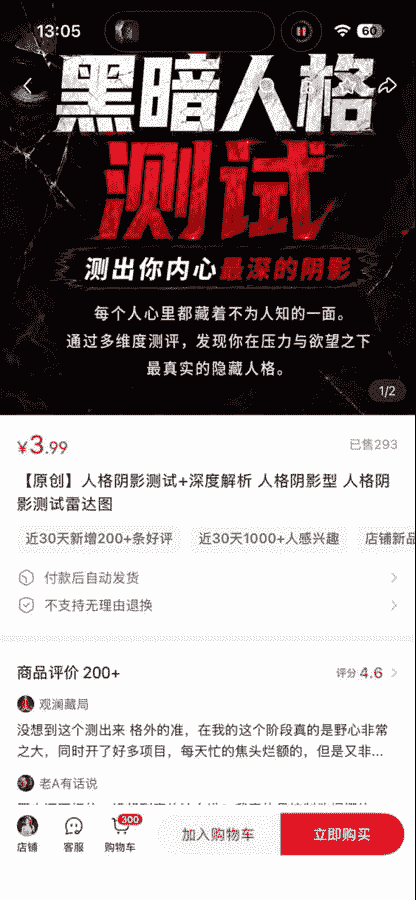 13:05
60
黑暗人格
测试
测出你内心最深的阴影
每个人心里都藏着不为人知的一面。
通过多维度测评，发现你在压力与欲望之下
最真实的隐藏人格。
1/2
¥3.99
已售293
【原创】人格阴影测试+深度解析 人格阴影型 人格阴
影测试雷达图
近30天新增200+条好评
近30天1000+人感兴趣
店铺新品
付款后自动发货
不支持无理由退换
商品评价 200+
评分 4.6
观澜藏局
没想到这个测出来 格外的准，在我的这个阶段真的是野心非常
之大，同时开了好多项目，每天忙的焦头烂额的，但是又非...
老A有话说
300
店铺
客服
购物车
加入购物车
立即购买